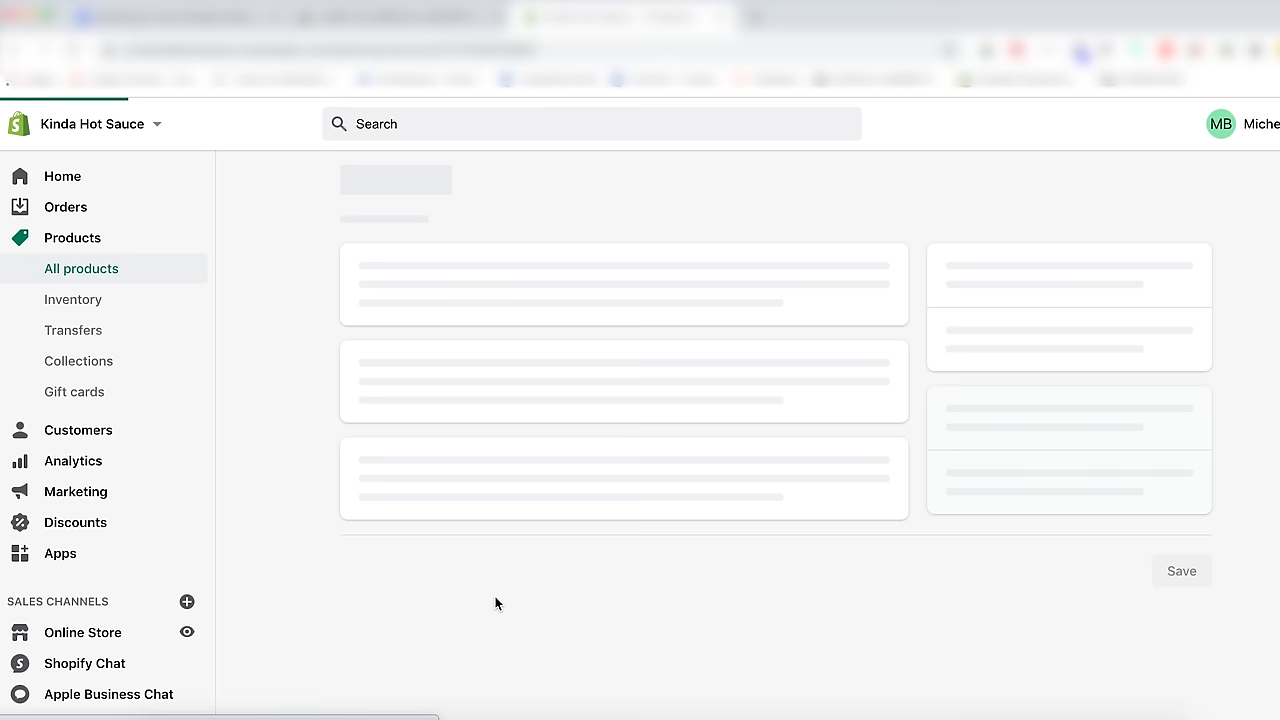 Kinda Hot Sauce
Search
MB
Miche
Home
Orders
Products
All products
Inventory
Transfers
Collections
Gift cards
Customers
Analytics
Marketing
Discounts
Apps
Save
SALES CHANNELS
Online Store
Shopify Chat
Apple Business Chat